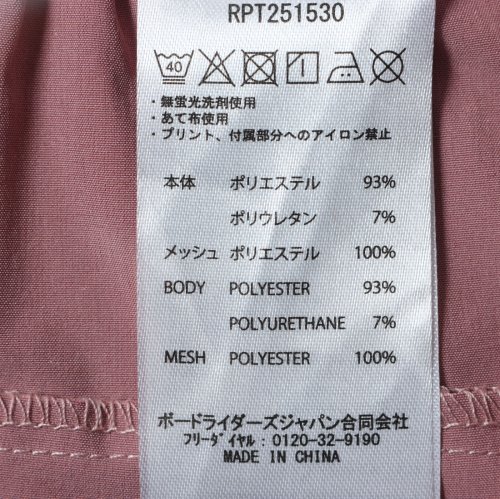 RPT251530
40
・無蛍光洗剤使用
・あて布使用
・プリント、付属部分へのアイロン禁止
本体 ポリエステル 93%
ポリウレタン 7%
メッシュ ポリエステル 100%
BODY POLYESTER 93%
POLYURETHANE 7%
MESH POLYESTER 100%
ボードライダーズジャパン合同会社
フリーダイヤル:0120-32-9190
MADE IN CHINA